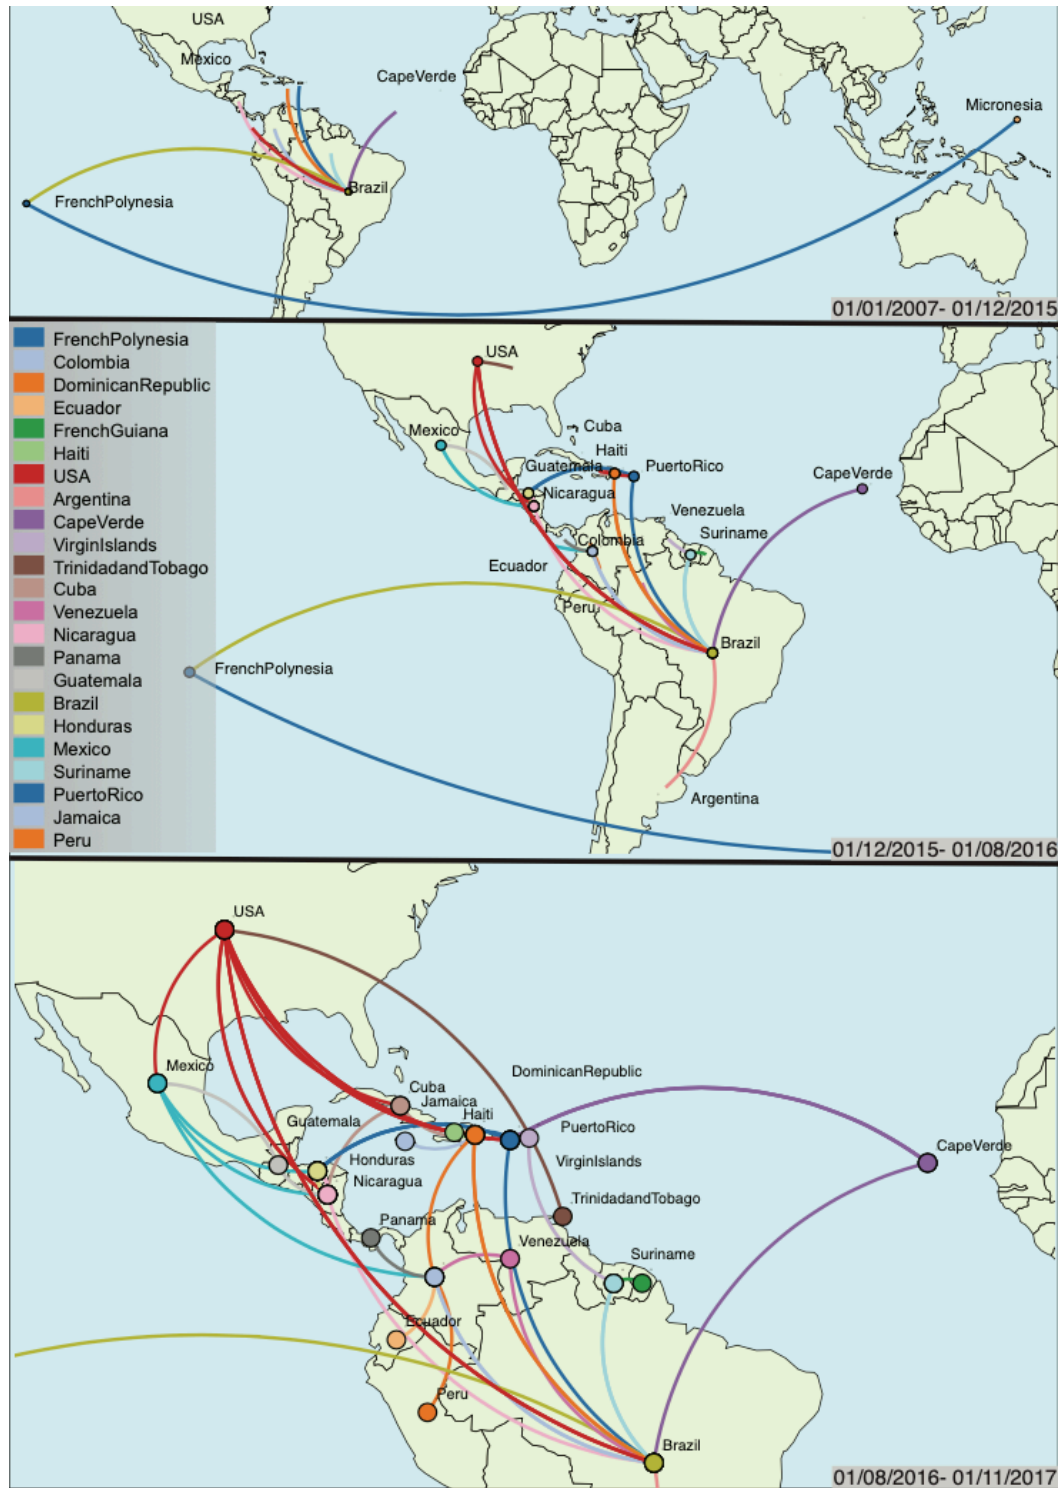 USA
Mexico
CapeVerde
Micronesia
Brazil
FrenchPolynesia
01/01/2007- 01/12/2015
FrenchPolynesia
Colombia
DominicanRepublic
Ecuador
FrenchGuiana
Haiti
USA
Argentina
CapeVerde
VirginIslands
TrinidadandTobago
Cuba
Venezuela
Nicaragua
Panama
Guatemala
Brazil
Honduras
Mexico
Suriname
PuertoRico
Jamaica
Peru
USA
Mexico
Cuba
Haiti
Guatemala
PuertoRico
CapeVerde
Nicaragua
Venezuela
Suriname
Colombia
Ecuador
Peru
Brazil
FrenchPolynesia
Argentina
01/12/2015- 01/08/2016
USA
Mexico
DominicanRepublic
Cuba
Jamaica
Haiti
Guatemala
PuertoRico
CapeVerde
Honduras
VirginIslands
Nicaragua
TrinidadandTobago
Panama
Venezuela
Suriname
Ecuador
Peru
Brazil
01/08/2016- 01/11/2017